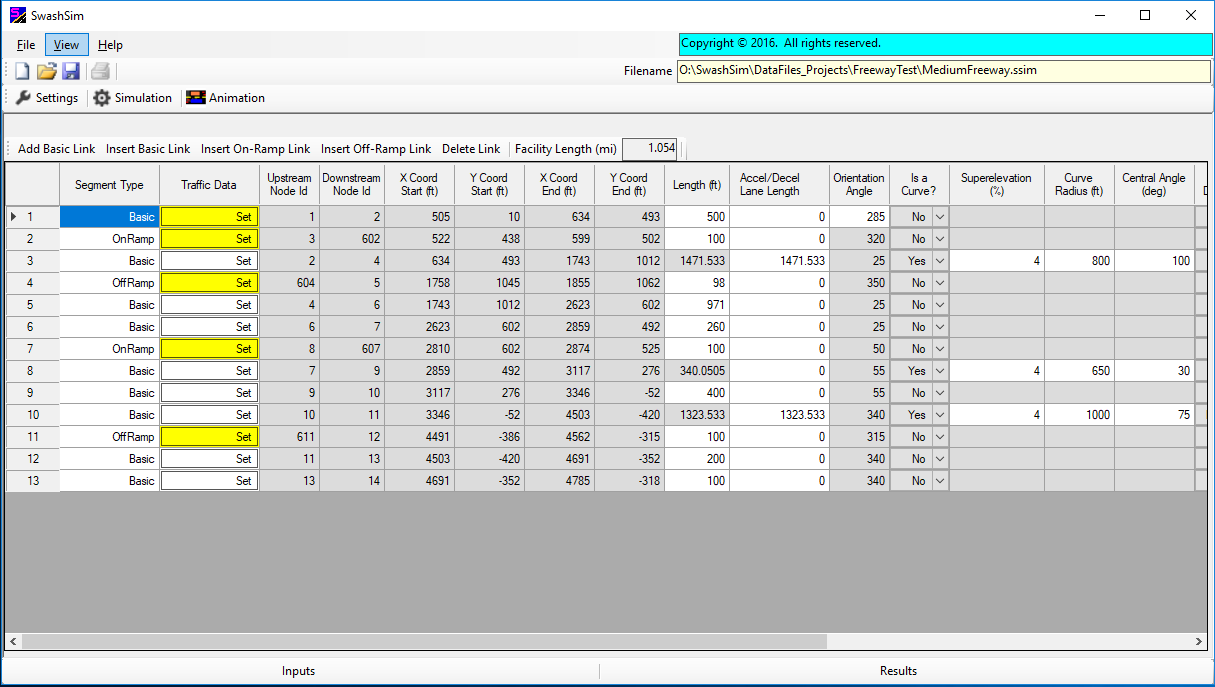 SwashSim
File View Help
Copyright © 2016. All rights reserved.
Filename O:\SwashSim\DataFiles_Projects\FreewayTest\MediumFreeway.ssim
Settings Simulation Animation
Add Basic Link Insert Basic Link Insert On-Ramp Link Insert Off-Ramp Link Delete Link Facility Length (mi) 1.054
Segment Type Traffic Data Upstream Node Id Downstream Node Id X Coord Start (ft) Y Coord Start (ft) X Coord End (ft) Y Coord End (ft) Length (ft) Accel/Decel Lane Length Orientation Angle Is a Curve? Superelevation (%) Curve Radius (ft) Central Angle (deg)
1 Basic Set 1 2 505 10 634 493 500 0 285 No
2 OnRamp Set 3 602 522 438 599 502 100 0 320 No
3 Basic Set 2 4 634 493 1743 1012 1471.533 1471.533 25 Yes 4 800 100
4 OffRamp Set 604 5 1758 1045 1855 1062 98 0 350 No
5 Basic Set 4 6 1743 1012 2623 602 971 0 25 No
6 Basic Set 6 7 2623 602 2859 492 260 0 25 No
7 OnRamp Set 8 607 2810 602 2874 525 100 0 50 No
8 Basic Set 7 9 2859 492 3117 276 340.0505 0 55 Yes 4 650 30
9 Basic Set 9 10 3117 276 3346 -52 400 0 55 No
10 Basic Set 10 11 3346 -52 4503 -420 1323.533 1323.533 340 Yes 4 1000 75
11 OffRamp Set 611 12 4491 -386 4562 -315 100 0 315 No
12 Basic Set 11 13 4503 -420 4691 -352 200 0 340 No
13 Basic Set 13 14 4691 -352 4785 -318 100 0 340 No
Inputs Results